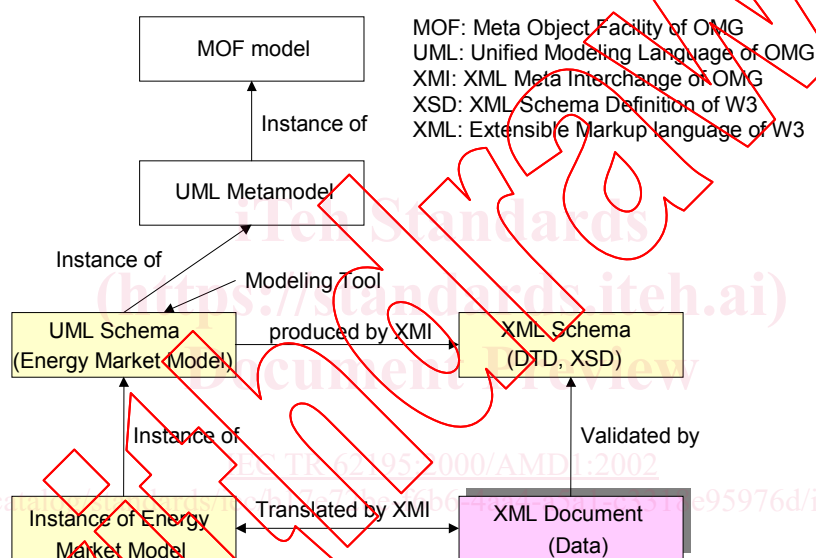 MOF model
MOF: Meta Object Facility of OMG
UML: Unified Modeling Language of OMG
XMI: XML Meta Interchange of OMG
XSD: XML Schema Definition of W3
XML: Extensible Markup language of W3
Instance of
UML Metamodel
iTeh Standards
Instance of
Modeling Tool
(https://standards.iteh.ai)
UML Schema
(Energy Market Model)
produced by XMI
XML Schema
(DTD, XSD)
Document Preview
Instance of
Validated by
IEC TR 62195:2000/AMD1:2002
Instance of Energy
Market Model
Translated by XMI
XML Document
(Data)
withdrawn